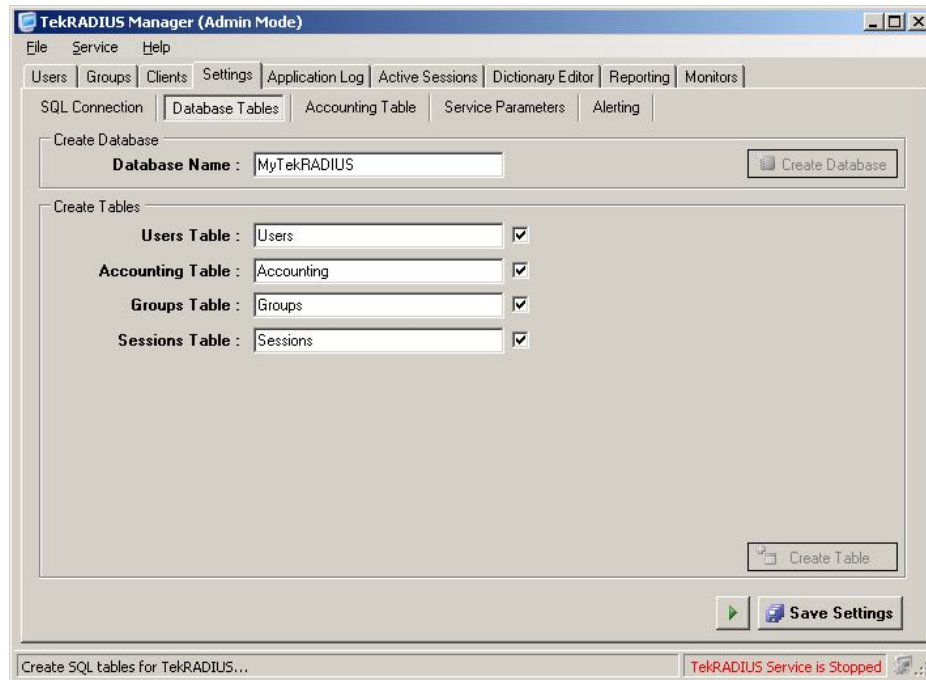 TekRADIUS Manager (Admin Mode)
File Service Help
Users Groups Clients Settings Application Log Active Sessions Dictionary Editor Reporting Monitors
SQL Connection Database Tables Accounting Table Service Parameters Alerting
Create Database
Database Name : MyTekRADIUS Create Database
Create Tables
Users Table : Users
Accounting Table : Accounting
Groups Table : Groups
Sessions Table : Sessions
Create Table
Save Settings
Create SQL tables for TekRADIUS... TekRADIUS Service is Stopped